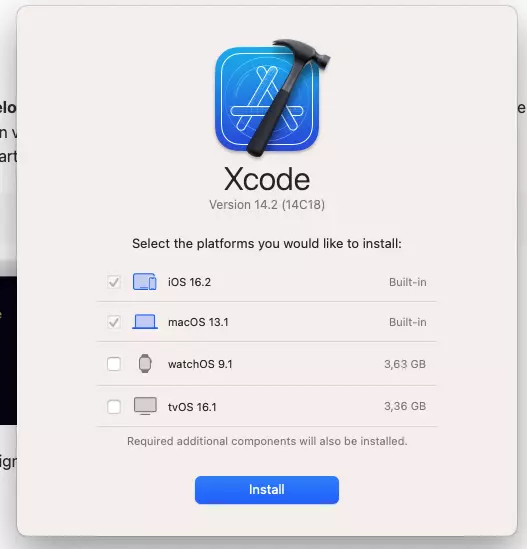 Xcode
Version 14.2 (14C18)
Select the platforms you would like to install:
iOS 16.2 Built-in
macOS 13.1 Built-in
watchOS 9.1 3,63 GB
tvOS 16.1 3,36 GB
Required additional components will also be installed.
Install